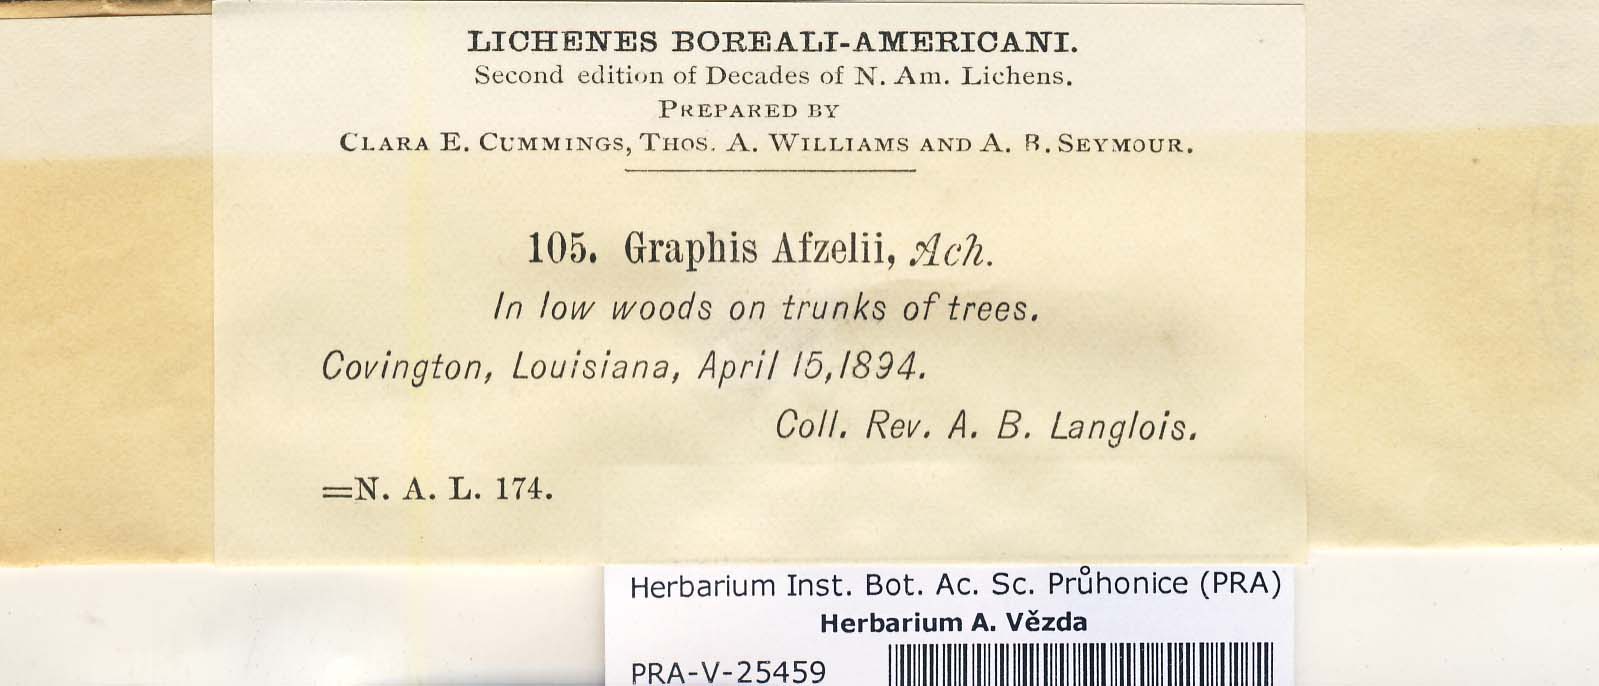 LICHENES BOREALI-AMERICANI.
Second edition of Decades of N. Am. Lichens.
PREPARED BY
CLARA E. CUMMINGS, THOS. A. WILLIAMS AND A. B. SEYMOUR.
105. Graphis Afzelii, Ach.
In low woods on trunks of trees.
Covington, Louisiana, April 15, 1894.
Coll. Rev. A. B. Langlois.
=N. A. L. 174.
Herbarium Inst. Bot. Ac. Sc. Průhonice (PRA)
Herbarium A. Vězda
PRA-V-25459